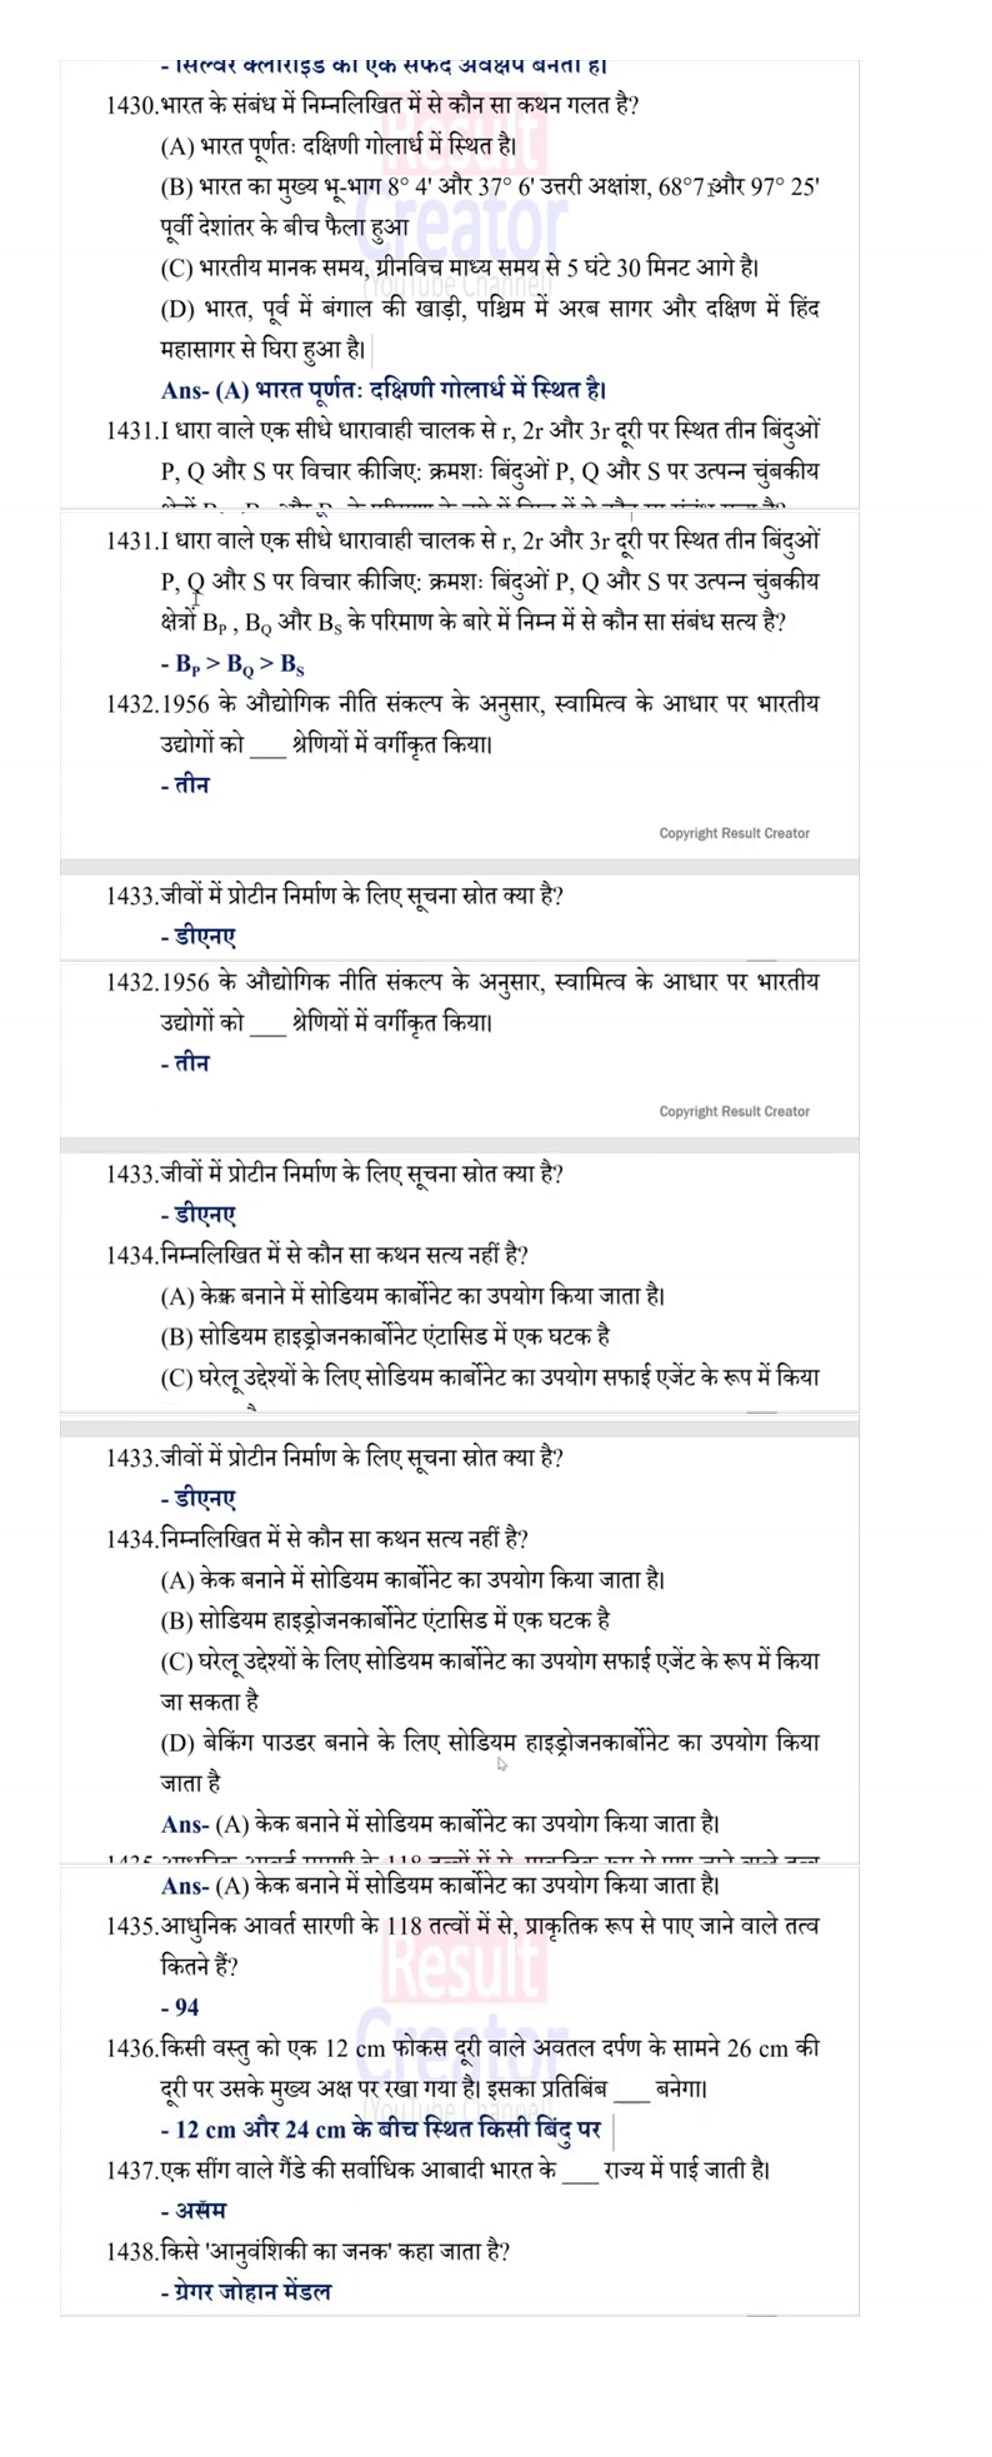 - सिल्वर क्लोराइड का एक सफेद अवक्षेप बनता है।
1430.भारत के संबंध में निम्नलिखित में से कौन सा कथन गलत है?
(A) भारत पूर्णतः दक्षिणी गोलार्ध में स्थित है।
(B) भारत का मुख्य भू-भाग 8° 4' और 37° 6' उत्तरी अक्षांश, 68°7 और 97° 25'
पूर्वी देशांतर के बीच फैला हुआ
(C) भारतीय मानक समय, ग्रीनविच माध्य समय से 5 घंटे 30 मिनट आगे है।
(D) भारत, पूर्व में बंगाल की खाड़ी, पश्चिम में अरब सागर और दक्षिण में हिंद
महासागर से घिरा हुआ है।
Ans- (A) भारत पूर्णतः दक्षिणी गोलार्ध में स्थित है।
1431.I धारा वाले एक सीधे धारावाही चालक से r, 2r और 3r दूरी पर स्थित तीन बिंदुओं
P, Q और S पर विचार कीजिए: क्रमशः बिंदुओं P, Q और S पर उत्पन्न चुंबकीय
1431.I धारा वाले एक सीधे धारावाही चालक से r, 2r और 3r दूरी पर स्थित तीन बिंदुओं
P, Q और S पर विचार कीजिए: क्रमशः बिंदुओं P, Q और S पर उत्पन्न चुंबकीय
क्षेत्रों B_P , B_Q और B_S के परिमाण के बारे में निम्न में से कौन सा संबंध सत्य है?
- B_P > B_Q > B_S
1432.1956 के औद्योगिक नीति संकल्प के अनुसार, स्वामित्व के आधार पर भारतीय
उद्योगों को ___ श्रेणियों में वर्गीकृत किया।
- तीन
Copyright Result Creator
1433.जीवों में प्रोटीन निर्माण के लिए सूचना स्रोत क्या है?
- डीएनए
1432.1956 के औद्योगिक नीति संकल्प के अनुसार, स्वामित्व के आधार पर भारतीय
उद्योगों को ___ श्रेणियों में वर्गीकृत किया।
- तीन
Copyright Result Creator
1433.जीवों में प्रोटीन निर्माण के लिए सूचना स्रोत क्या है?
- डीएनए
1434.निम्नलिखित में से कौन सा कथन सत्य नहीं है?
(A) केक बनाने में सोडियम कार्बोनेट का उपयोग किया जाता है।
(B) सोडियम हाइड्रोजनकार्बोनेट एंटासिड में एक घटक है
(C) घरेलू उद्देश्यों के लिए सोडियम कार्बोनेट का उपयोग सफाई एजेंट के रूप में किया
1433.जीवों में प्रोटीन निर्माण के लिए सूचना स्रोत क्या है?
- डीएनए
1434.निम्नलिखित में से कौन सा कथन सत्य नहीं है?
(A) केक बनाने में सोडियम कार्बोनेट का उपयोग किया जाता है।
(B) सोडियम हाइड्रोजनकार्बोनेट एंटासिड में एक घटक है
(C) घरेलू उद्देश्यों के लिए सोडियम कार्बोनेट का उपयोग सफाई एजेंट के रूप में किया
जा सकता है
(D) बेकिंग पाउडर बनाने के लिए सोडियम हाइड्रोजनकार्बोनेट का उपयोग किया
जाता है
Ans- (A) केक बनाने में सोडियम कार्बोनेट का उपयोग किया जाता है।
Ans- (A) केक बनाने में सोडियम कार्बोनेट का उपयोग किया जाता है।
1435.आधुनिक आवर्त सारणी के 118 तत्वों में से, प्राकृतिक रूप से पाए जाने वाले तत्व
कितने हैं?
- 94
1436.किसी वस्तु को एक 12 cm फोकस दूरी वाले अवतल दर्पण के सामने 26 cm की
दूरी पर उसके मुख्य अक्ष पर रखा गया है। इसका प्रतिबिंब ___ बनेगा।
- 12 cm और 24 cm के बीच स्थित किसी बिंदु पर
1437.एक सींग वाले गैंडे की सर्वाधिक आबादी भारत के ___ राज्य में पाई जाती है।
- असम
1438.किसे 'आनुवंशिकी का जनक' कहा जाता है?
- ग्रेगर जोहान मेंडल
Result
Creator
(YouTube Channel)
Result
Creator
(YouTube Channel)